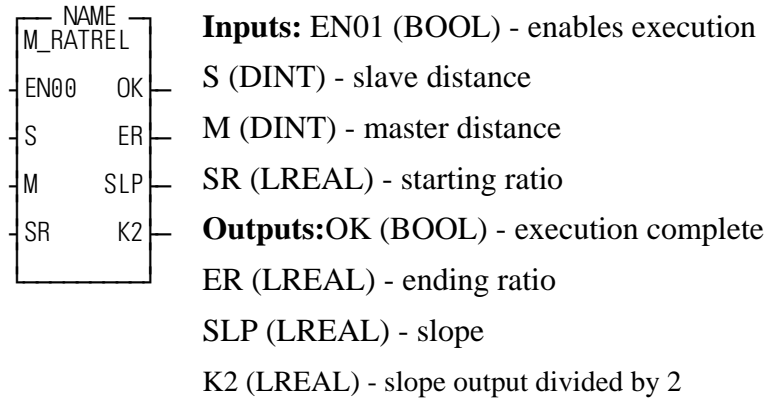 NAME
M_RATREL
EN00 OK
S ER
M SLP
SR K2
Inputs: EN01 (BOOL) - enables execution
S (DINT) - slave distance
M (DINT) - master distance
SR (LREAL) - starting ratio
Outputs:OK (BOOL) - execution complete
ER (LREAL) - ending ratio
SLP (LREAL) - slope
K2 (LREAL) - slope output divided by 2